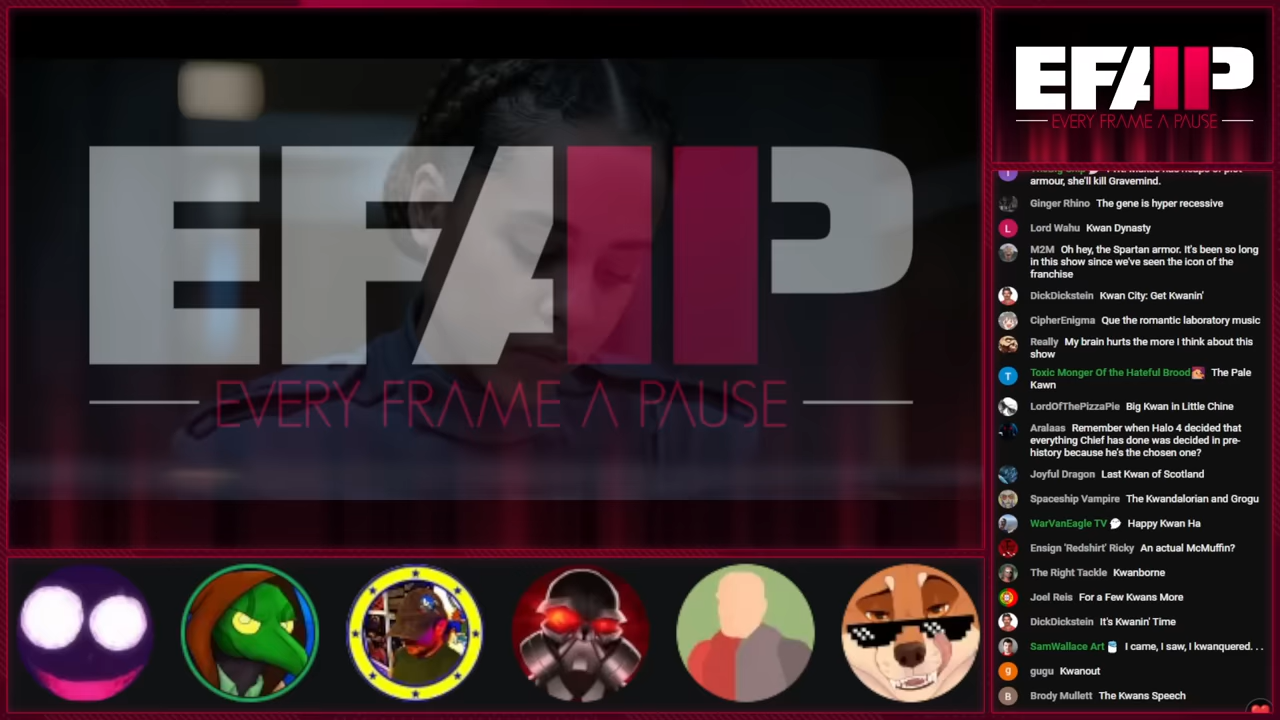 EFAP
EVERY FRAME A PAUSE
EFAP
EVERY FRAME A PAUSE
armour, she'll kill Gravemind.
Ginger Rhino The gene is hyper recessive
L
Lord Wahu Kwan Dynasty
M2M Oh hey, the Spartan armor. It's been so long
in this show since we've seen the icon of the
franchise
DickDickstein Kwan City: Get Kwanin'
CipherEnigma Que the romantic laboratory music
Really My brain hurts the more I think about this
show
T
Toxic Monger Of the Hateful Brood The Pale
Kawn
LordOfThePizzaPie Big Kwan in Little Chine
Aralaas Remember when Halo 4 decided that
everything Chief has done was decided in pre-
history because he's the chosen one?
Joyful Dragon Last Kwan of Scotland
Spaceship Vampire The Kwandalorian and Grogu
WarVanEagle TV Happy Kwan Ha
Ensign 'Redshirt' Ricky An actual McMuffin?
The Right Tackle Kwanborne
Joel Reis For a Few Kwans More
DickDickstein It's Kwanin' Time
SamWallace Art I came, I saw, I kwanquered. . .
g
gugu Kwanout
B
Brody Mullett The Kwans Speech